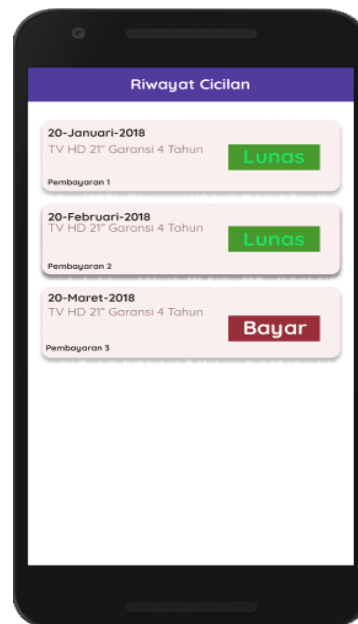 Riwayat Cicilan
20-Januari-2018
TV HD 21" Garansi 4 Tahun
Lunas
Pembayaran 1
20-Februari-2018
TV HD 21" Garansi 4 Tahun
Lunas
Pembayaran 2
20-Maret-2018
TV HD 21" Garansi 4 Tahun
Bayar
Pembayaran 3